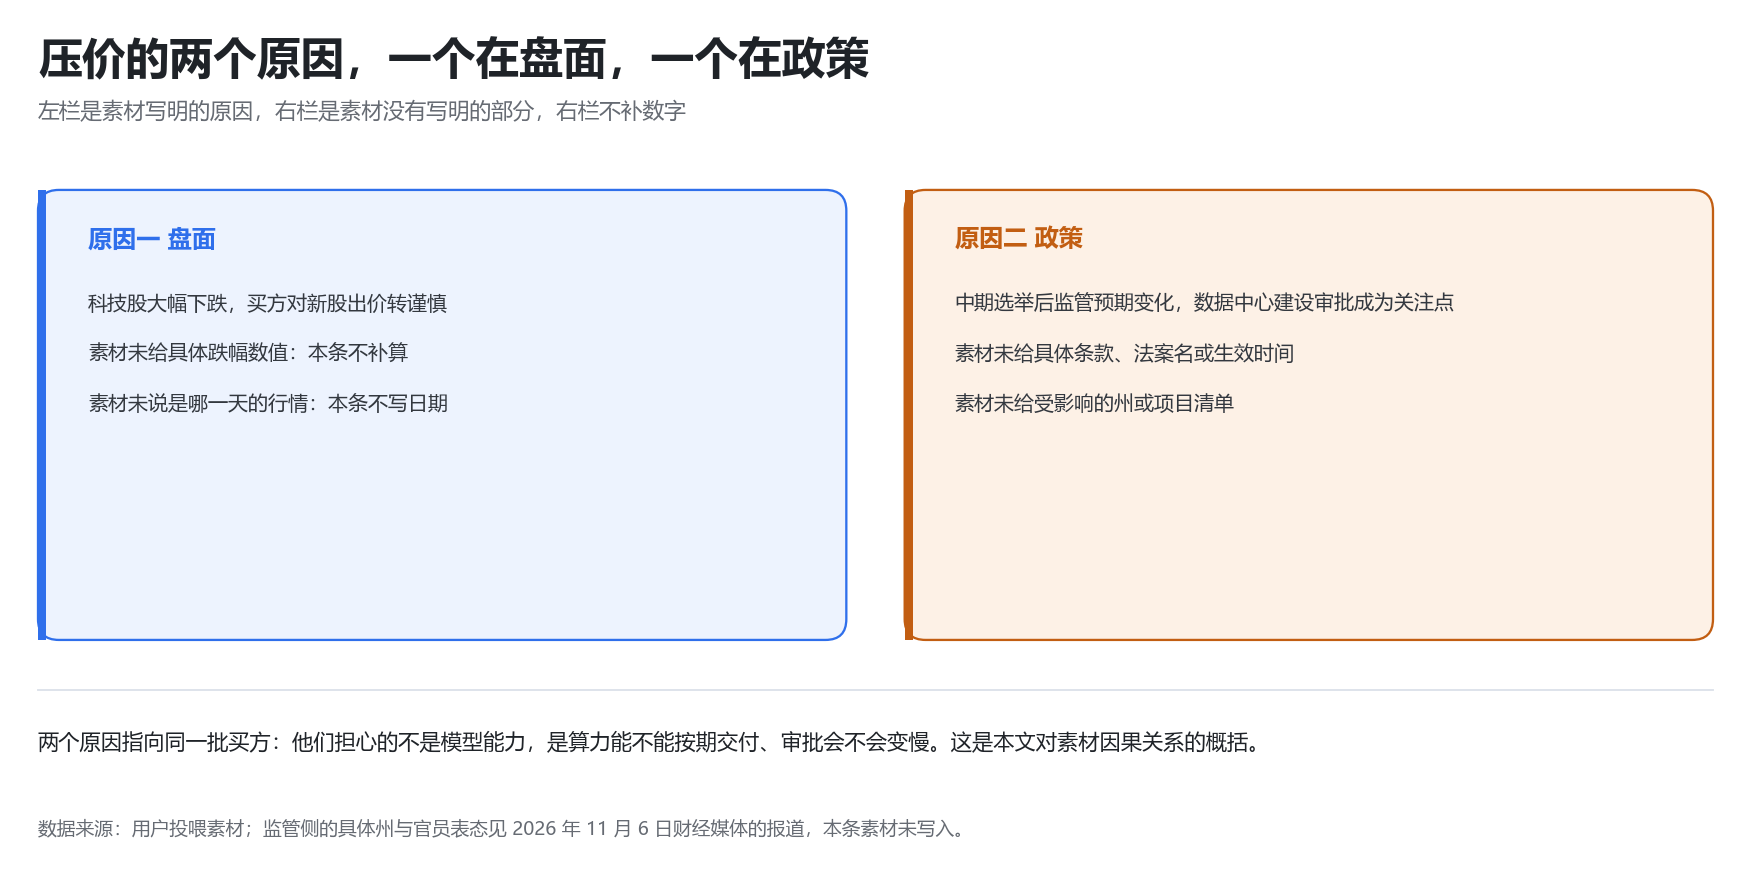 压价的两个原因，一个在盘面，一个在政策
左栏是素材写明的原因，右栏是素材没有写明的部分，右栏不补数字
原因一 盘面
科技股大幅下跌，买方对新股出价转谨慎
素材未给具体跌幅数值：本条不补算
素材未说是哪一天的行情：本条不写日期
原因二 政策
中期选举后监管预期变化，数据中心建设审批成为关注点
素材未给具体条款、法案名或生效时间
素材未给受影响的州或项目清单
两个原因指向同一批买方：他们担心的不是模型能力，是算力能不能按期交付、审批会不会变慢。这是本文对素材因果关系的概括。
数据来源：用户投喂素材；监管侧的具体州与官员表态见 2026 年 11 月 6 日财经媒体的报道，本条素材未写入。